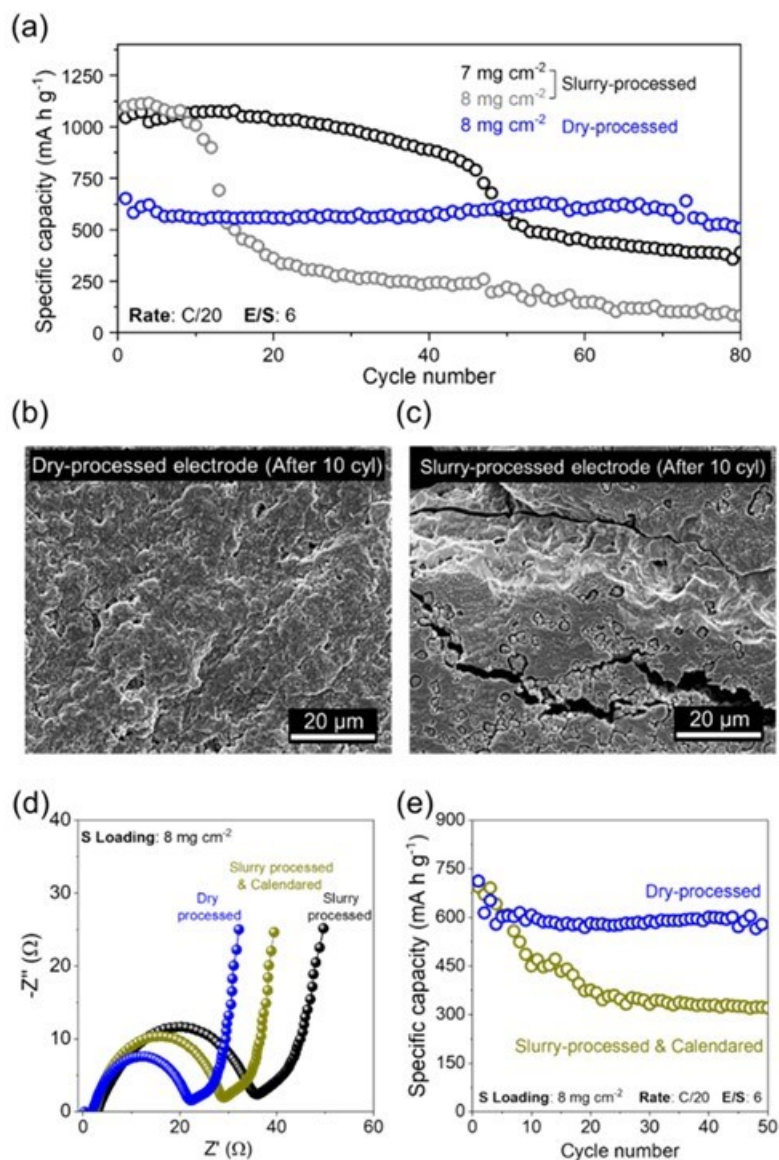 (a)
1250
1000
750
500
250
0
Specific capacity (mA h g⁻¹)
7 mg cm⁻²
8 mg cm⁻²
Slurry-processed
8 mg cm⁻² Dry-processed
Rate: C/20 E/S: 6
0 20 40 60 80
Cycle number
(b)
Dry-processed electrode (After 10 cyl)
20 µm
(c)
Slurry-processed electrode (After 10 cyl)
20 µm
(d)
40
30
20
10
0
-Z'' (Ω)
S Loading: 8 mg cm⁻²
Dry
processed
Slurry processed
& Calendared
Slurry
processed
0 20 40 60
Z' (Ω)
(e)
900
750
600
450
300
150
0
Specific capacity (mA h g⁻¹)
Dry-processed
Slurry-processed & Calendared
S Loading: 8 mg cm⁻² Rate: C/20 E/S: 6
0 10 20 30 40 50
Cycle number